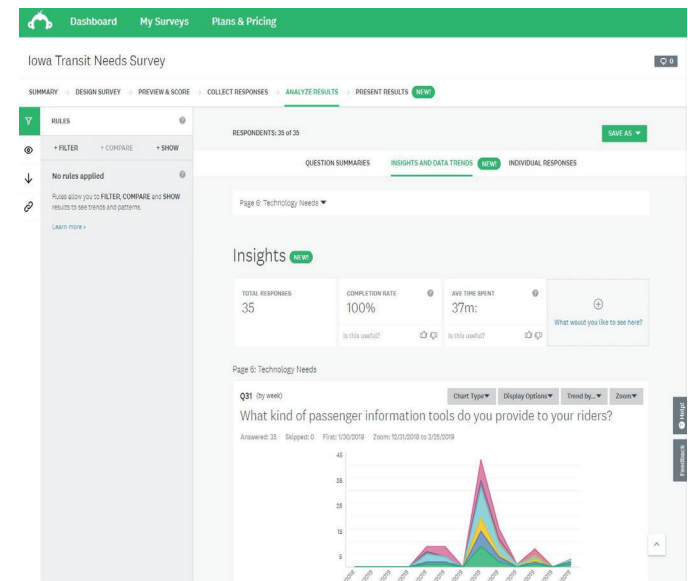 Dashboard My Surveys Plans & Pricing
Iowa Transit Needs Survey
0
SUMMARY DESIGN SURVEY PREVIEW & SCORE COLLECT RESPONSES ANALYZE RESULTS PRESENT RESULTS NEW!
RULES
+ FILTER + COMPARE + SHOW
No rules applied
Rules allow you to FILTER, COMPARE and SHOW
results to see trends and patterns.
Learn more »
RESPONDENTS: 35 of 35
SAVE AS
QUESTION SUMMARIES INSIGHTS AND DATA TRENDS NEW! INDIVIDUAL RESPONSES
Page 6: Technology Needs
Insights NEW!
TOTAL RESPONSES
35
COMPLETION RATE
100%
Is this useful?
AVE TIME SPENT
37m:
Is this useful?
What would you like to see here?
Page 6: Technology Needs
Q31 (by week)
Chart Type Display Options Trend by... Zoom
What kind of passenger information tools do you provide to your riders?
Answered: 35 Skipped: 0 First: 1/30/2019 Zoom: 12/31/2018 to 3/25/2019
45
35
25
15
5
Help!
Feedback